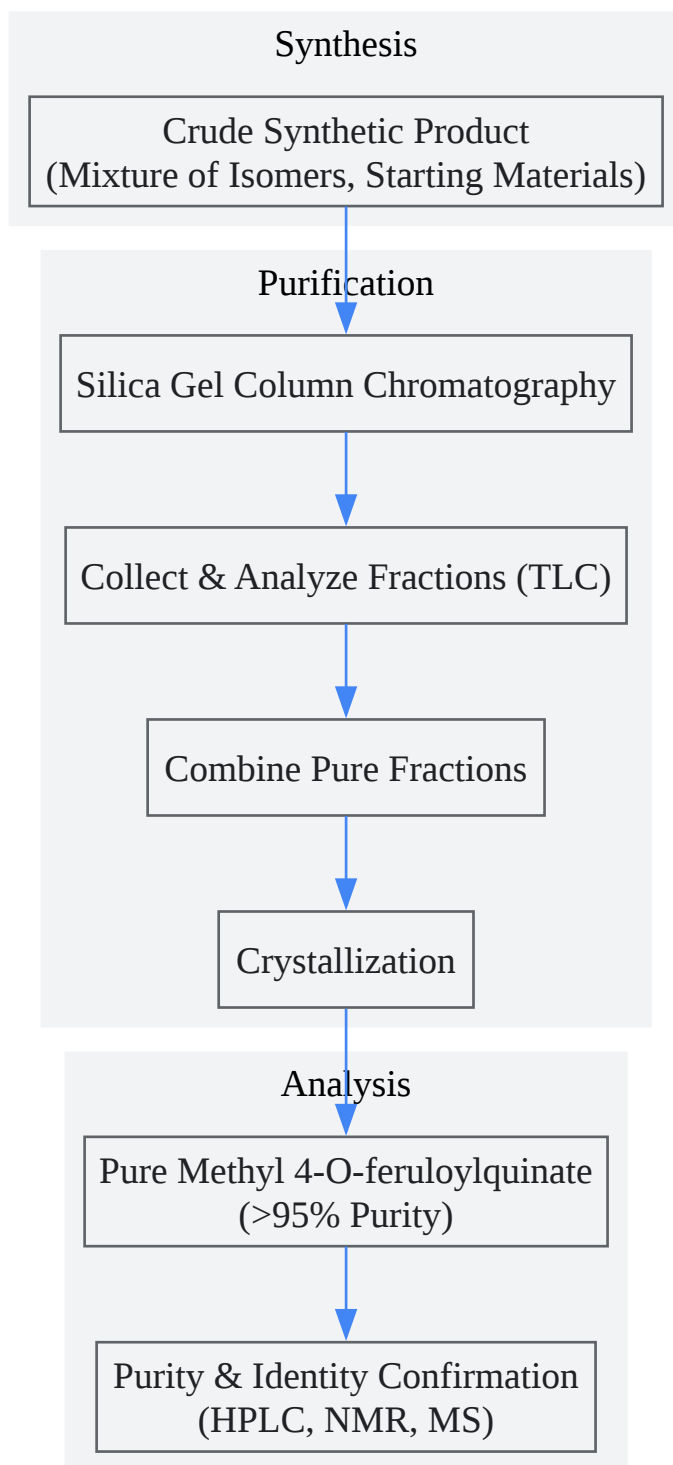 Synthesis
Crude Synthetic Product
(Mixture of Isomers, Starting Materials)
Purification
Silica Gel Column Chromatography
Collect & Analyze Fractions (TLC)
Combine Pure Fractions
Crystallization
Analysis
Pure Methyl 4-O-feruloylquinate
(>95% Purity)
Purity & Identity Confirmation
(HPLC, NMR, MS)